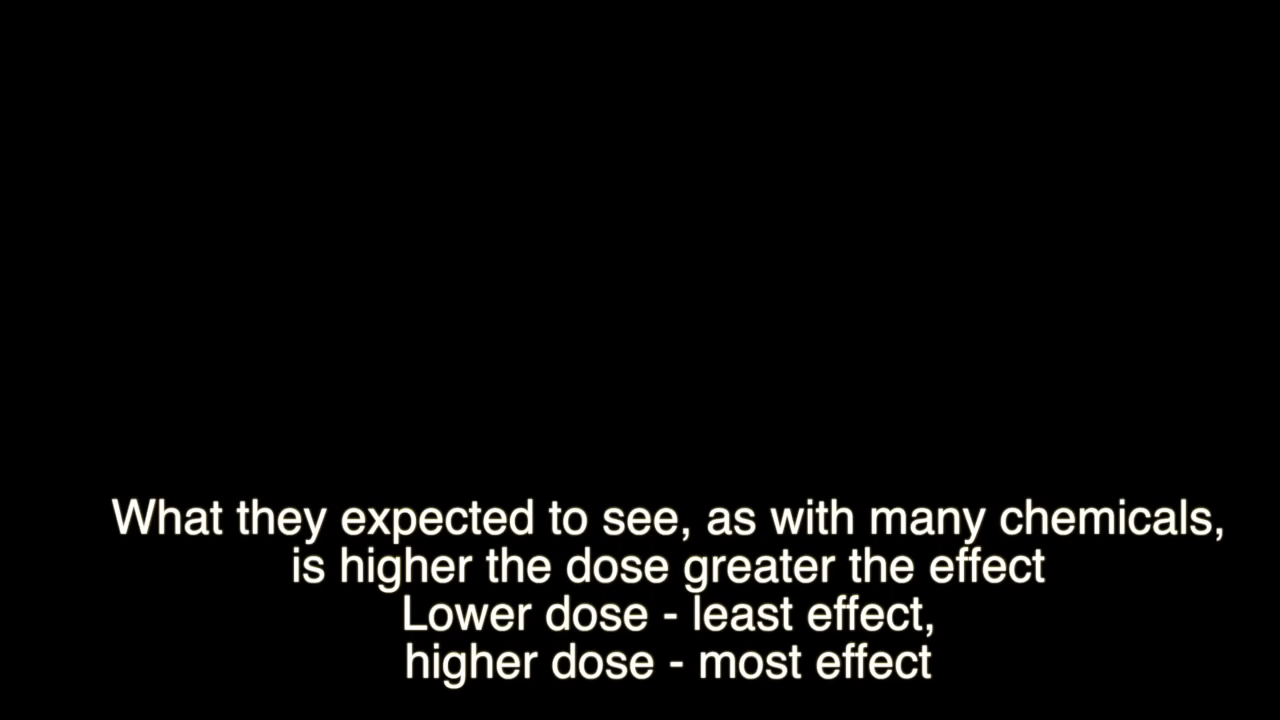 What they expected to see, as with many chemicals,
is higher the dose greater the effect
Lower dose - least effect,
higher dose - most effect